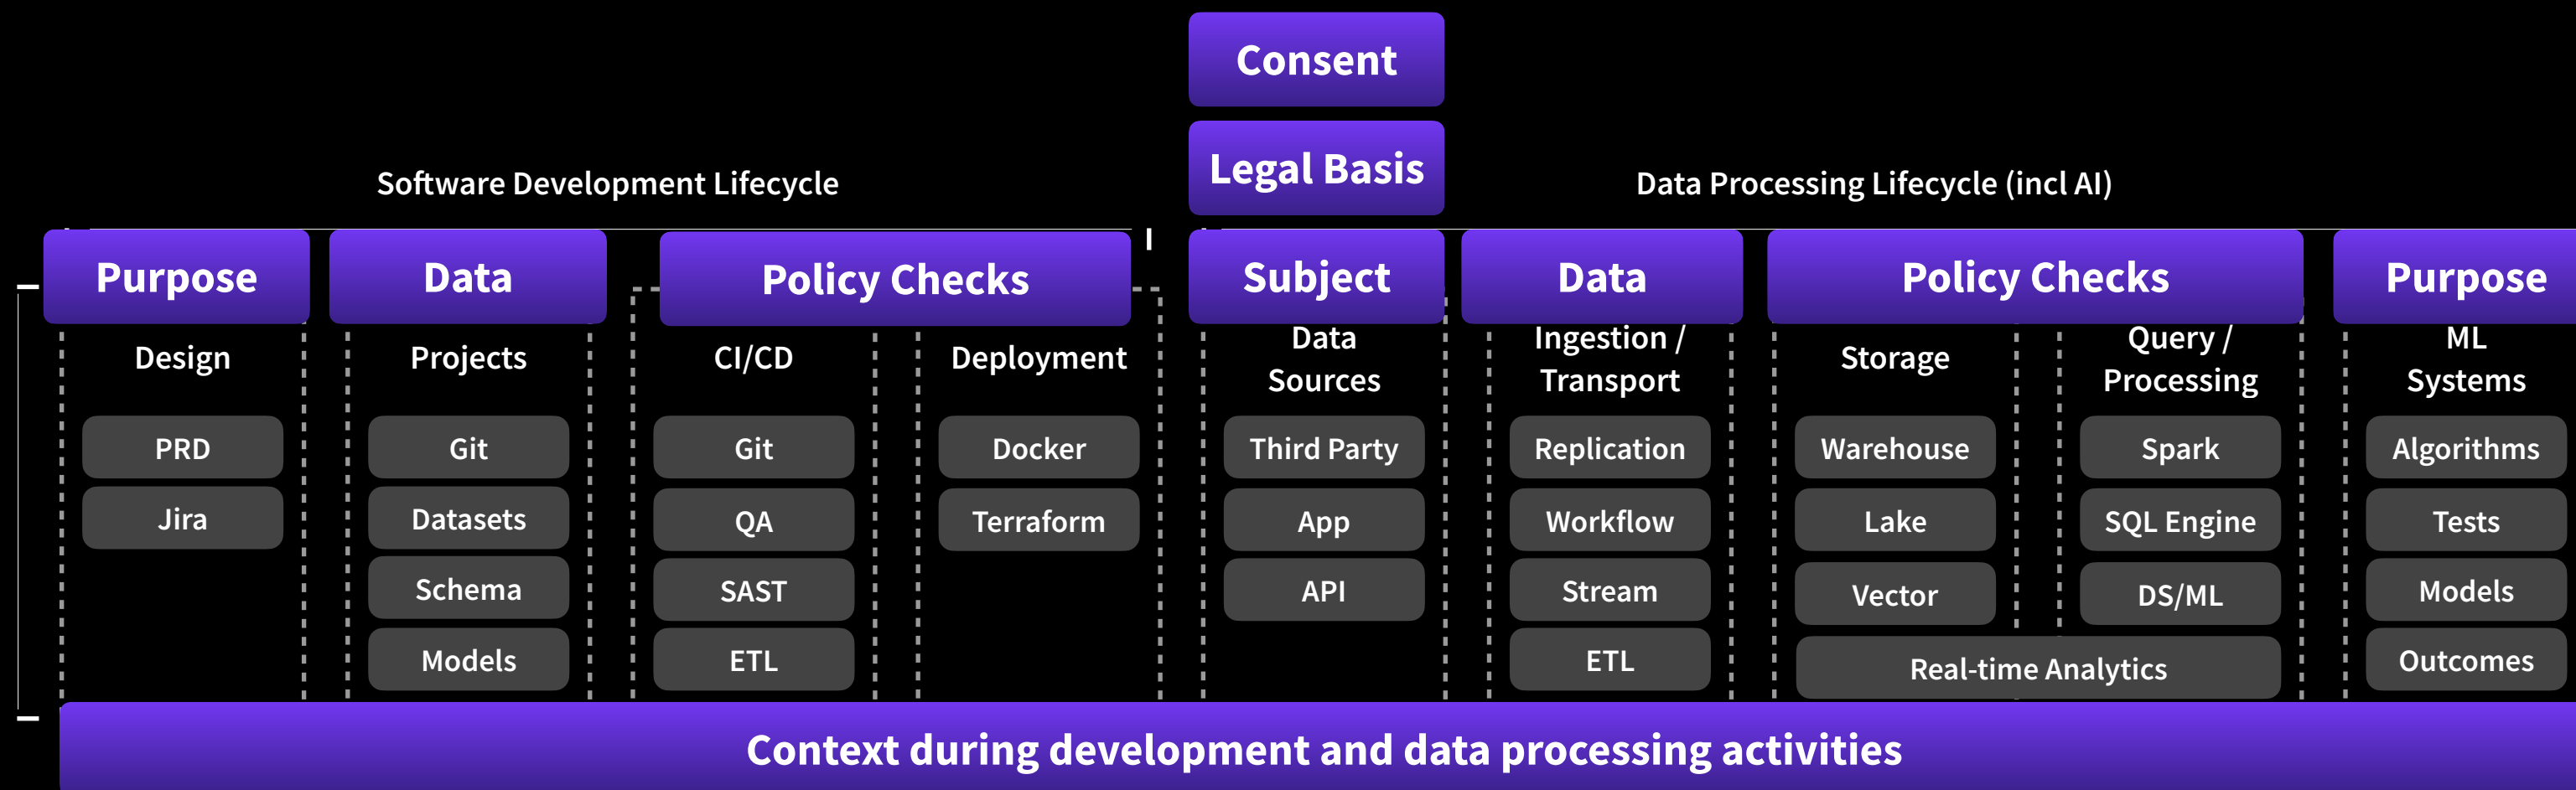 Consent
Legal Basis
Software Development Lifecycle
Data Processing Lifecycle (incl AI)
Purpose
Data
Policy Checks
Subject
Data
Policy Checks
Purpose
Design
PRD
Jira
Projects
Git
Datasets
Schema
Models
CI/CD
Git
QA
SAST
ETL
Deployment
Docker
Terraform
Data
Sources
Third Party
App
API
Ingestion /
Transport
Replication
Workflow
Stream
ETL
Storage
Warehouse
Lake
Vector
Query /
Processing
Spark
SQL Engine
DS/ML
Real-time Analytics
ML
Systems
Algorithms
Tests
Models
Outcomes
Context during development and data processing activities